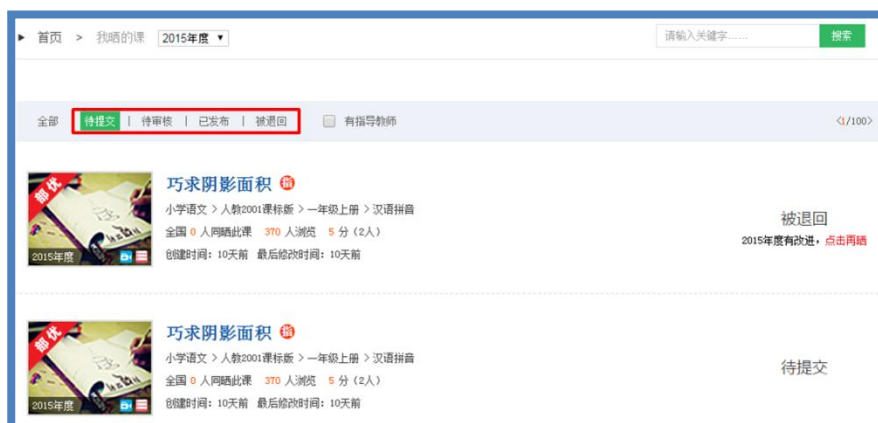 首页 > 我晒的课 2015年度 请输入关键字…… 搜索
全部 待提交 | 待审核 | 已发布 | 被退回 有指导教师 <1/100>
部优
2015年度
巧求阴影面积 指
小学语文 > 人教2001课标版 > 一年级上册 > 汉语拼音
全国 0 人同晒此课 370 人浏览 5 分 (2人)
创建时间: 10天前 最后修改时间: 10天前
被退回
2015年度有改进, 点击再晒
部优
2015年度
巧求阴影面积 指
小学语文 > 人教2001课标版 > 一年级上册 > 汉语拼音
全国 0 人同晒此课 370 人浏览 5 分 (2人)
创建时间: 10天前 最后修改时间: 10天前
待提交